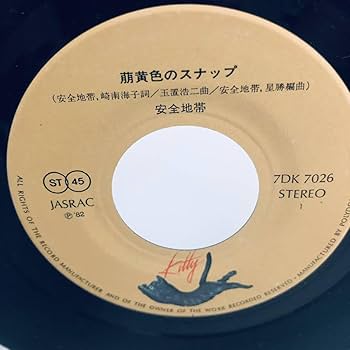 萠黄色のスナップ
(安全地帯,崎南海子詞/玉置浩二曲/安全地帯,星勝編曲)
安全地帯
ST 45
7DK 7026
JASRAC
STEREO
℗'82
1
Kitty
ALL RIGHTS OF THE RECORD MANUFACTURER AND OF THE OWNER OF THE WORK RECORDED RESERVED